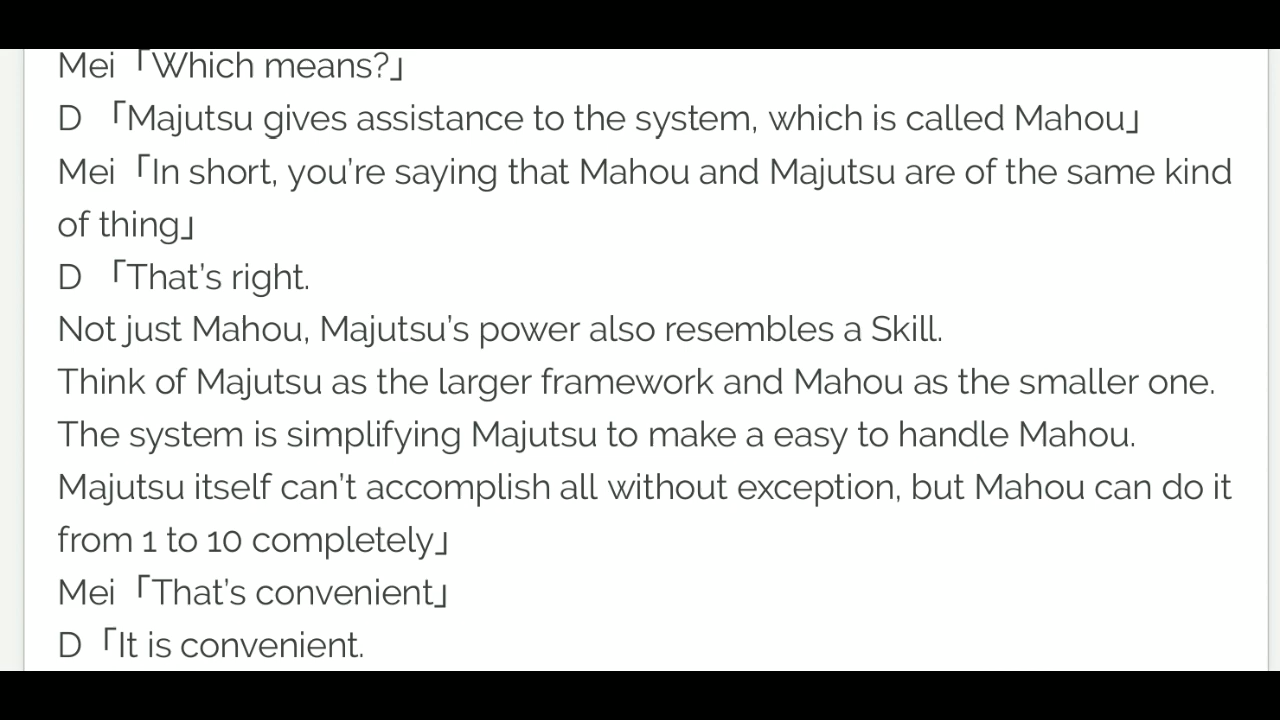 Mei「Which means?」
D 「Majutsu gives assistance to the system, which is called Mahou」
Mei「In short, you're saying that Mahou and Majutsu are of the same kind
of thing」
D 「That's right.
Not just Mahou, Majutsu's power also resembles a Skill.
Think of Majutsu as the larger framework and Mahou as the smaller one.
The system is simplifying Majutsu to make a easy to handle Mahou.
Majutsu itself can't accomplish all without exception, but Mahou can do it
from 1 to 10 completely」
Mei「That's convenient」
D「It is convenient.